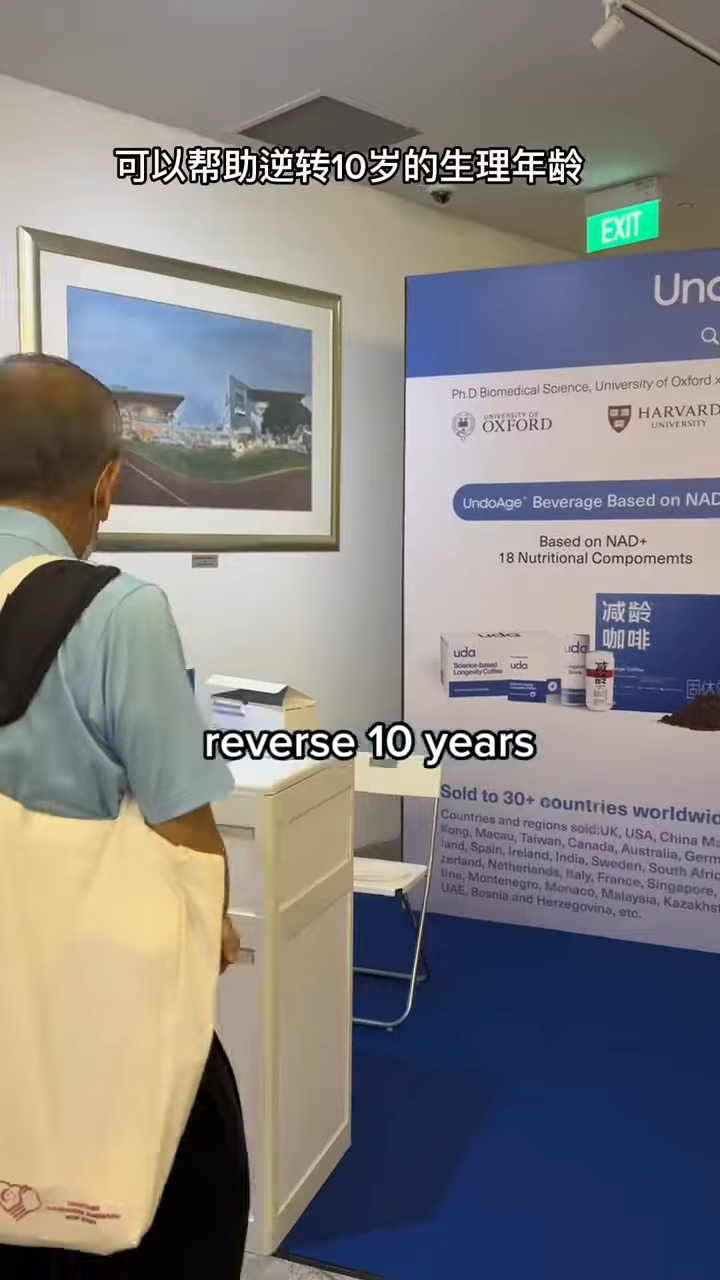 可以帮助逆转10岁的生理年龄
EXIT
Ph.D Biomedical Science, University of Oxford x
UNIVERSITY OF
OXFORD
HARVARD
UNIVERSITY
UndoAge Beverage Based on NAD
Based on NAD+
18 Nutritional Compomemts
减龄
咖啡
uda
Science-based
Longevity Coffee
uda
uda
减
reverse 10 years
Sold to 30+ countries worldwid
Countries and regions sold:UK, USA, China Ma
Kong, Macau, Taiwan, Canada, Australia, Germ
land, Spain, Ireland, India, Sweden, South Afric
zerland, Netherlands, Italy, France, Singapore,
tine, Montenegro, Monaco, Malaysia, Kazakhst
UAE, Bosnia and Herzegovina, etc.